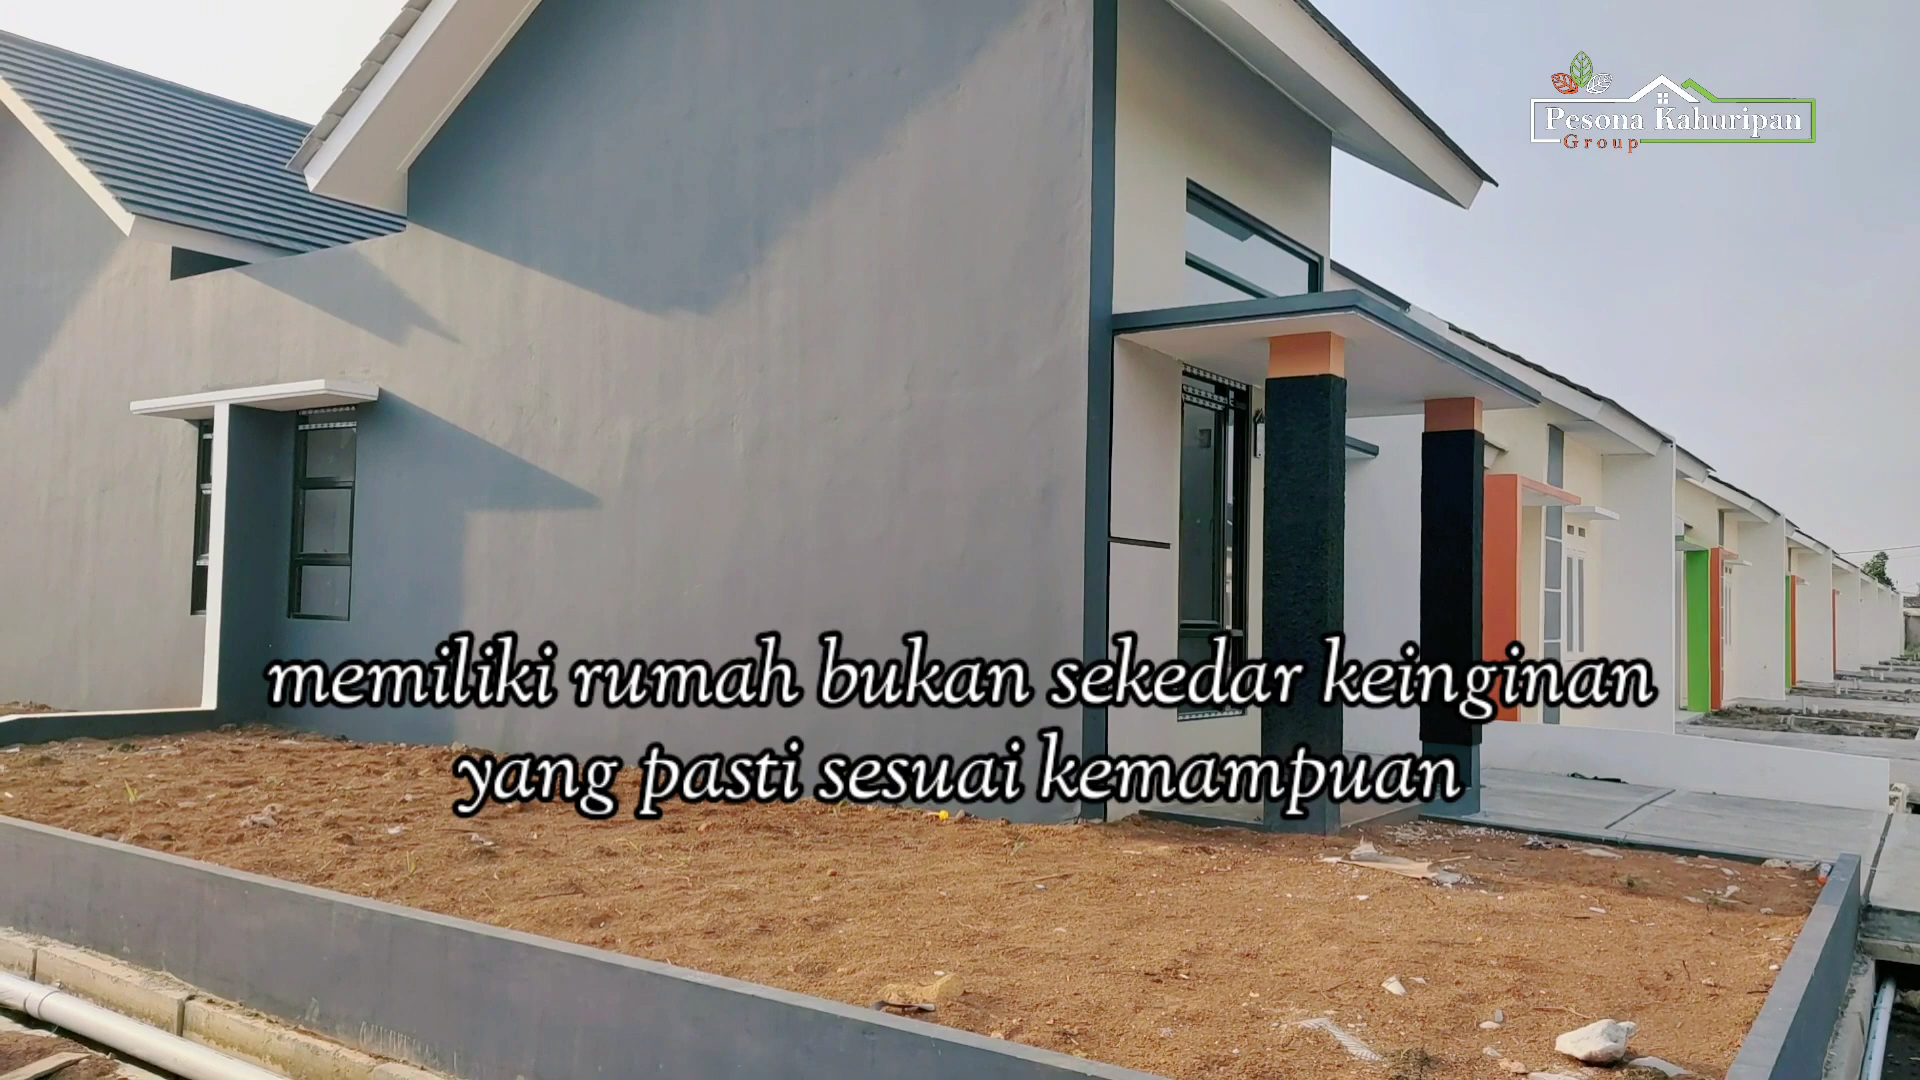 Pesona Kahuripan
Group
memiliki rumah bukan sekedar keinginan
yang pasti sesuai kemampuan